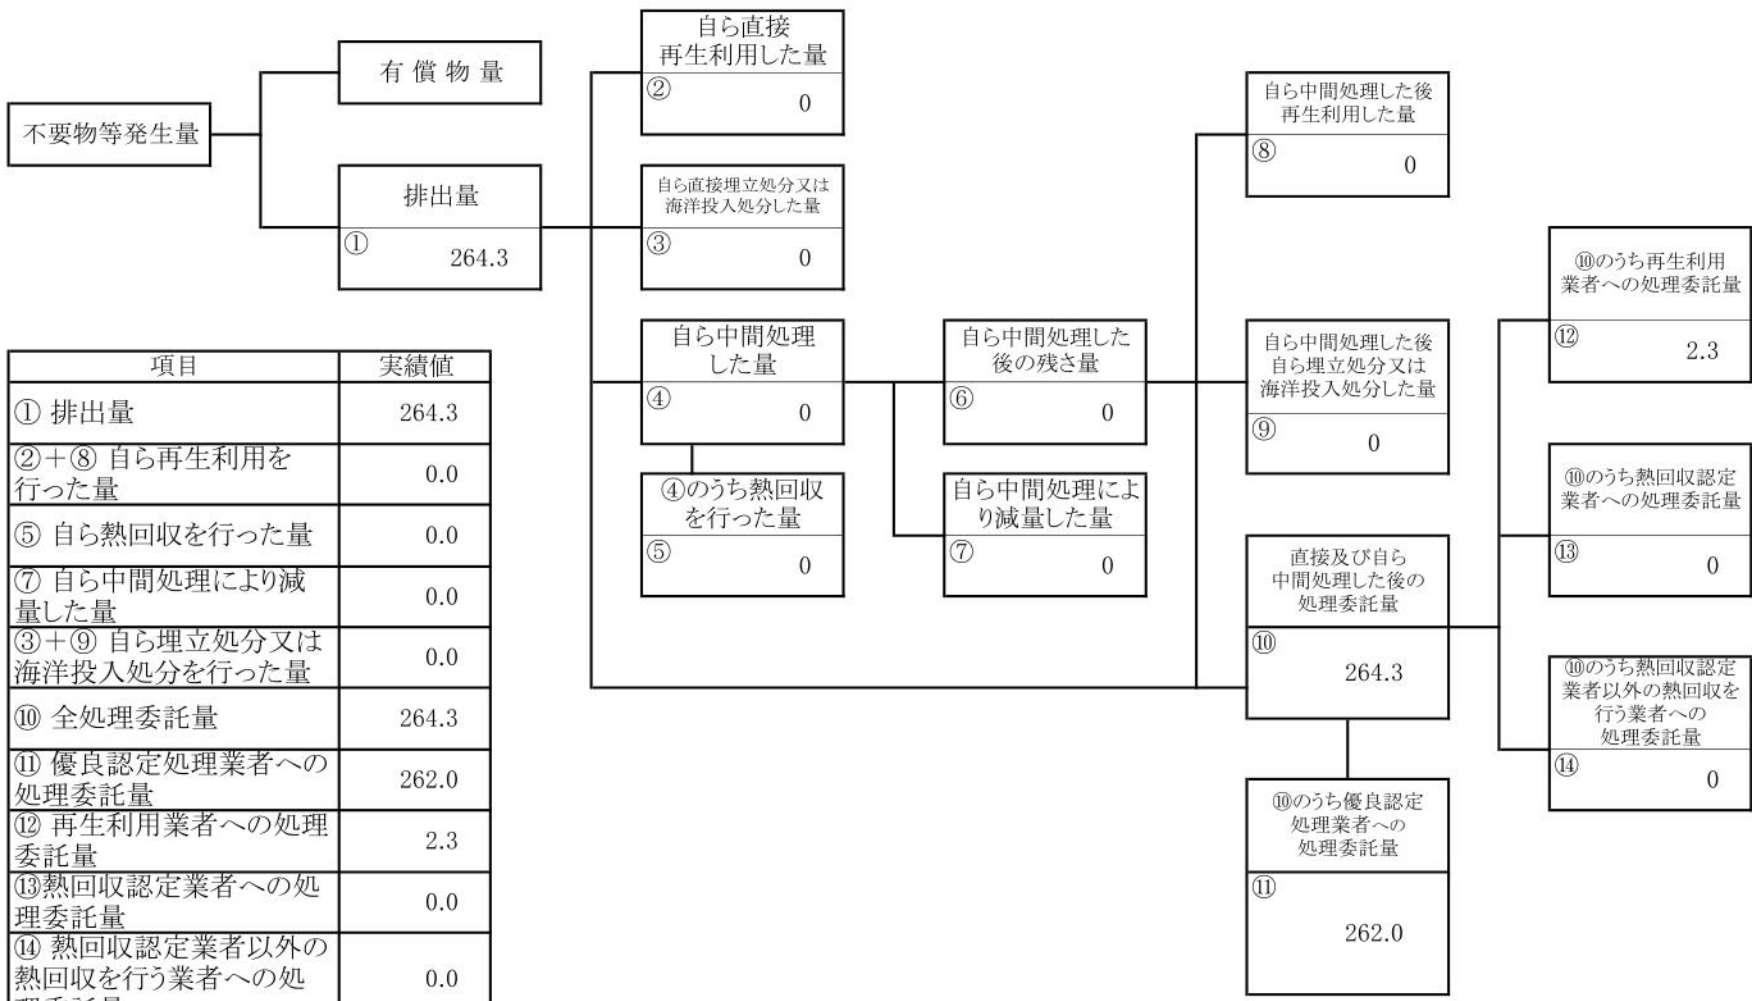 不要物等発生量
有償物量
排出量
①
264.3
自ら直接
再生利用した量
②
0
自ら直接埋立処分又は
海洋投入処分した量
③
0
自ら中間処理
した量
④
0
④のうち熱回収
を行った量
⑤
0
自ら中間処理した
後の残さ量
⑥
0
自ら中間処理によ
り減量した量
⑦
0
自ら中間処理した後
再生利用した量
⑧
0
自ら中間処理した後
自ら埋立処分又は
海洋投入処分した量
⑨
0
直接及び自ら
中間処理した後の
処理委託量
⑩
264.3
⑩のうち優良認定
処理業者への
処理委託量
⑪
262.0
⑩のうち再生利用
業者への処理委託量
⑫
2.3
⑩のうち熱回収認定
業者への処理委託量
⑬
0
⑩のうち熱回収認定
業者以外の熱回収を
行う業者への
処理委託量
⑭
0
項目 実績値
① 排出量 264.3
②+⑧ 自ら再生利用を
行った量 0.0
⑤ 自ら熱回収を行った量 0.0
⑦ 自ら中間処理により減
量した量 0.0
③+⑨ 自ら埋立処分又は
海洋投入処分を行った量 0.0
⑩ 全処理委託量 264.3
⑪ 優良認定処理業者への
処理委託量 262.0
⑫ 再生利用業者への処理
委託量 2.3
⑬熱回収認定業者への処
理委託量 0.0
⑭ 熱回収認定業者以外の
熱回収を行う業者への処 0.0